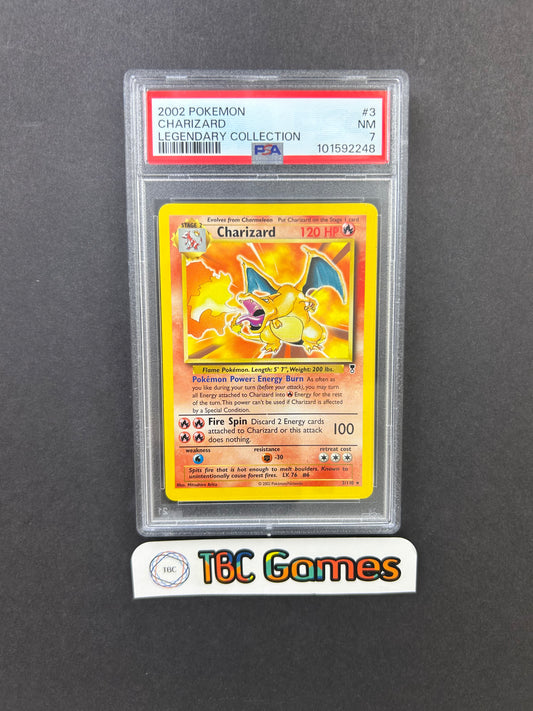 2002 POKEMON #3
CHARIZARD NM
LEGENDARY COLLECTION 7
PSA 101592248
Evolves from Charmeleon Put Charizard on the Stage 1 card
STAGE 2
Charizard 120 HP
Flame Pokémon. Length: 5' 7", Weight: 200 lbs.
Pokémon Power: Energy Burn As often as
you like during your turn (before your attack), you may turn
all Energy attached to Charizard into Energy for the rest
of the turn. This power can't be used if Charizard is affected
by a Special Condition.
Fire Spin Discard 2 Energy cards
attached to Charizard or this attack 100
does nothing.
weakness resistance retreat cost
-30
Spits fire that is hot enough to melt boulders. Known to
unintentionally cause forest fires. LV. 76 #6
Illus. Mitsuhiro Arita © 2002 Pokémon/Nintendo 3/110
TBC TBC Games